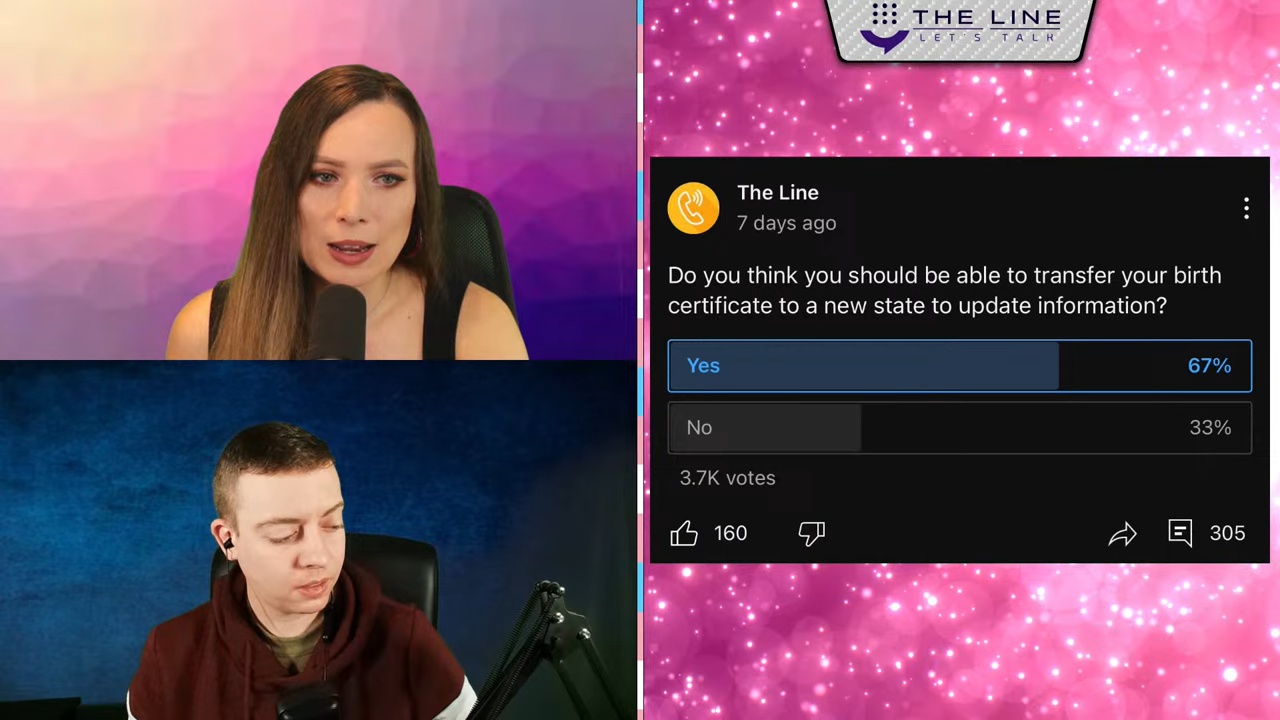 THE LINE
LET'S TALK
The Line
7 days ago
Do you think you should be able to transfer your birth
certificate to a new state to update information?
Yes 67%
No 33%
3.7K votes
160 305